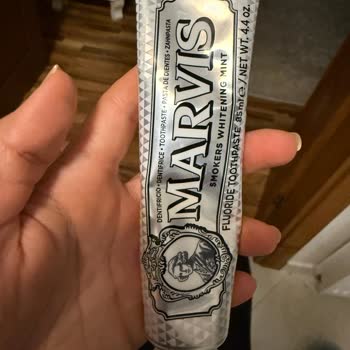 DENTIFRICIO • DENTIFRICE • TOOTHPASTE • PASTA DE DIENTES • ZAHNPASTA
MARVIS
SMOKERS WHITENING MINT
FLUORIDE TOOTHPASTE 85ml℮ / NET WT. 4.4 oz.